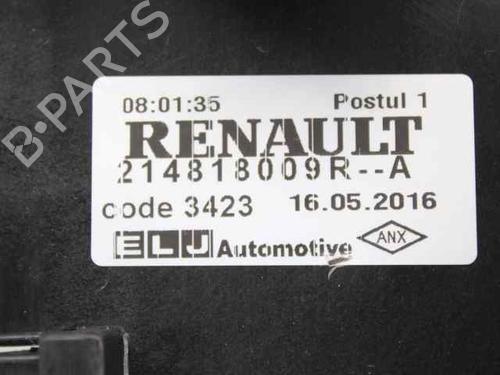 B-PARTS
08:01:35 Postul 1
RENAULT
214818009R--A
code 3423 16.05.2016
ELJ Automotive ANX